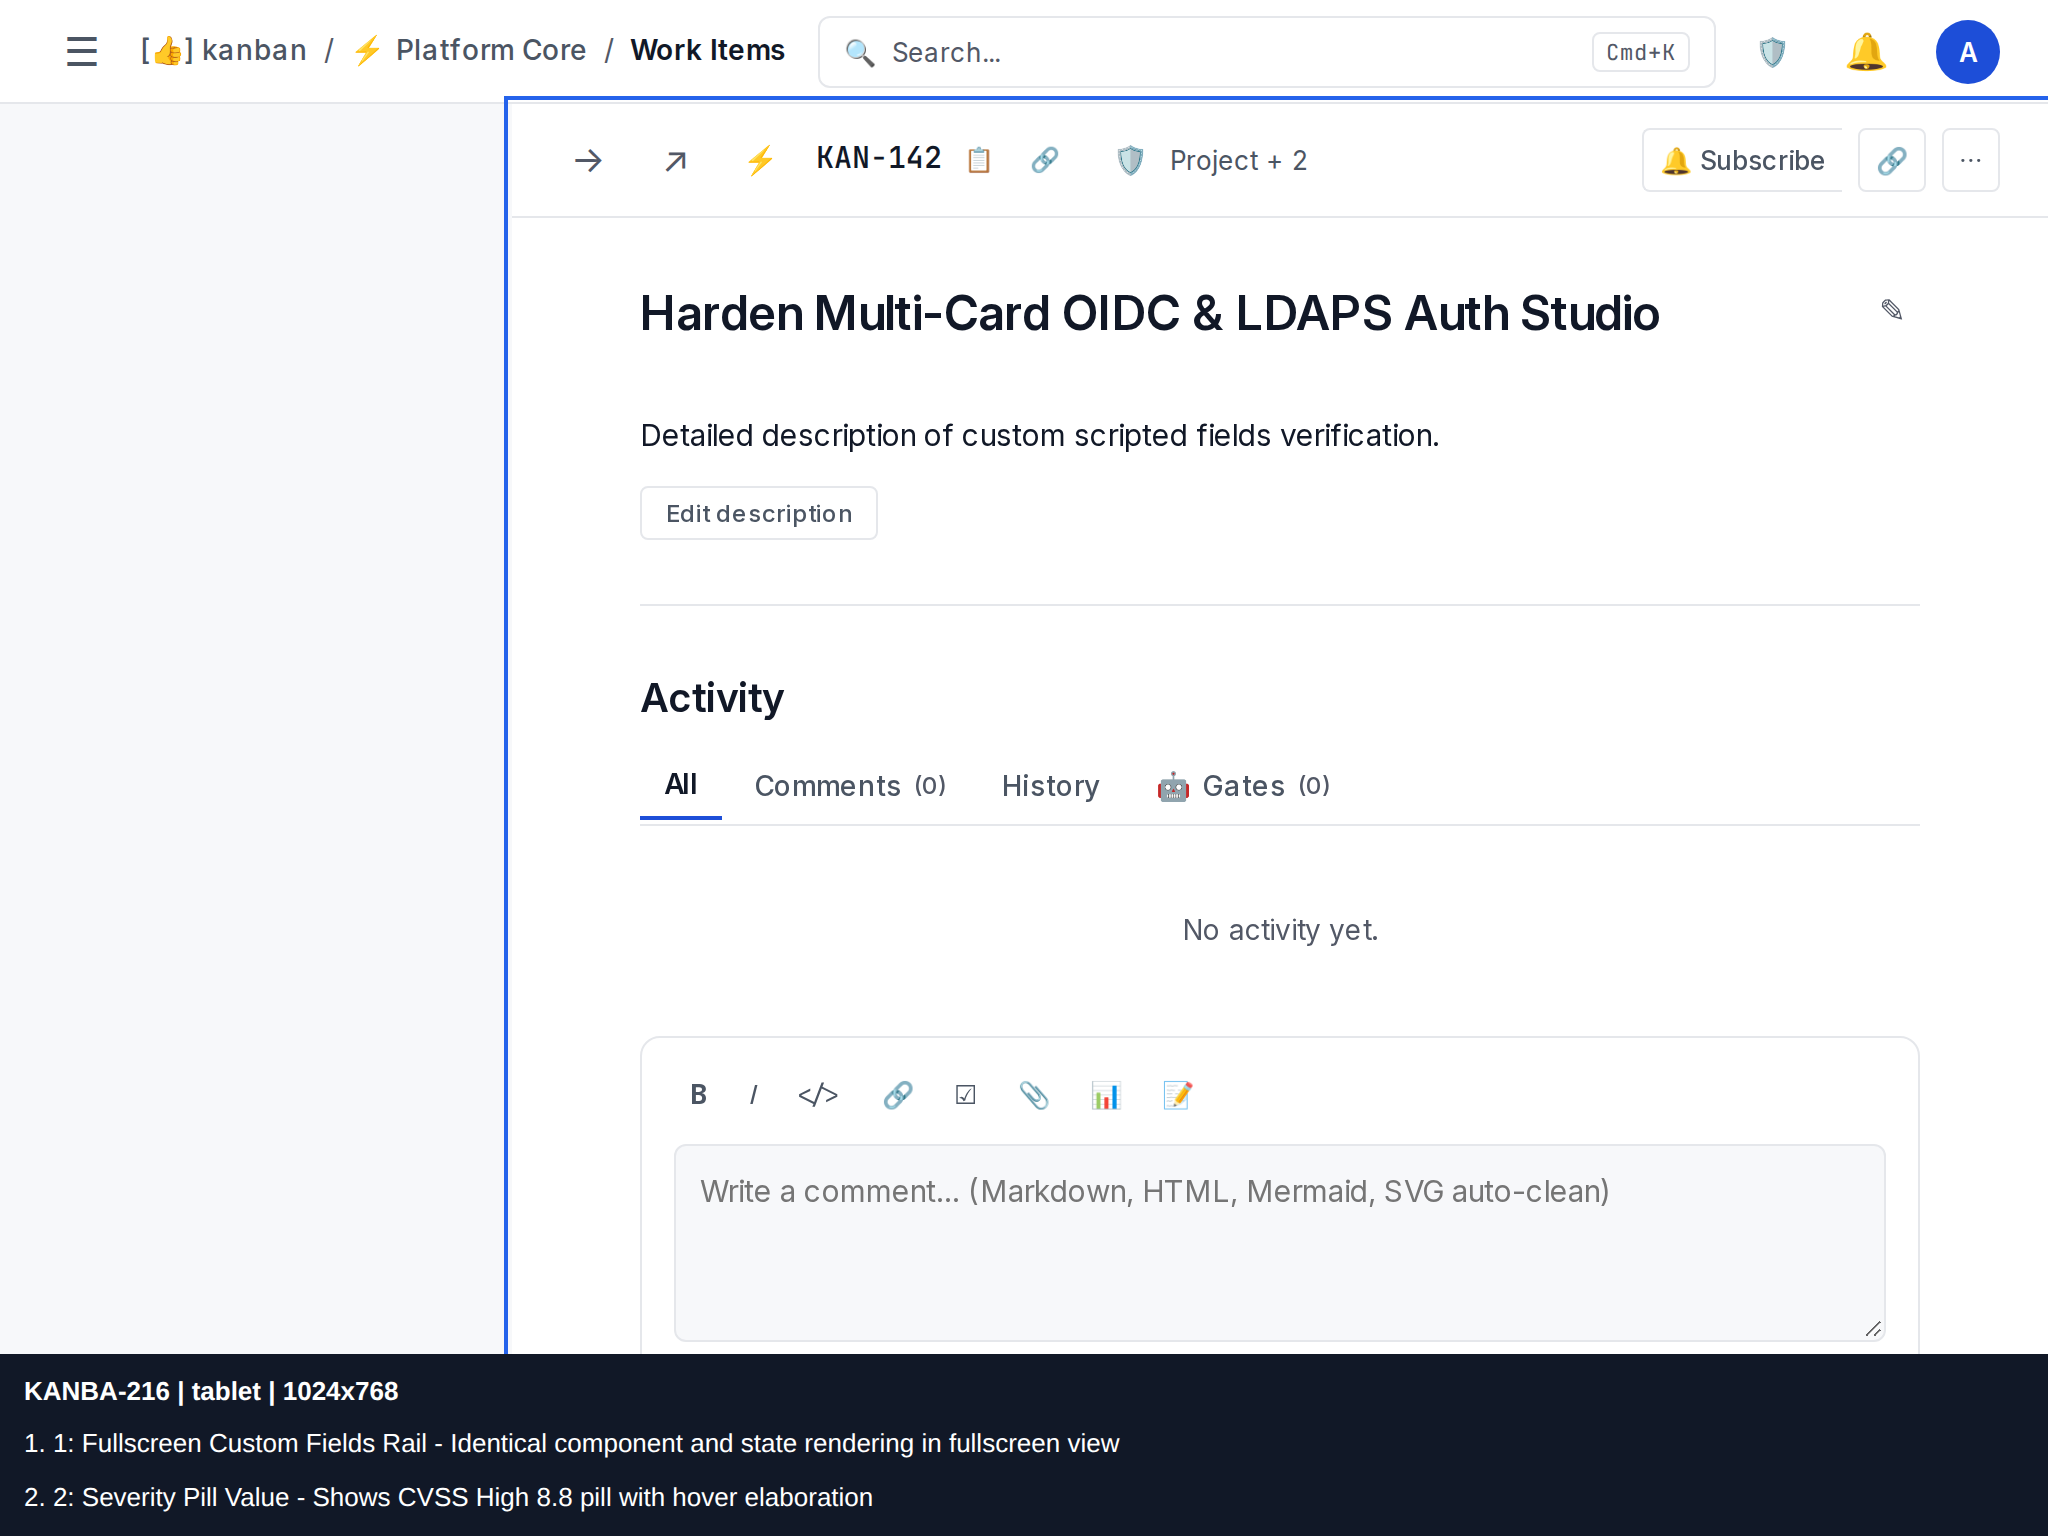 [👍] kanban / ⚡ Platform Core / Work Items
Search...
Cmd+K
A
KAN-142
Project + 2
Subscribe
...
Harden Multi-Card OIDC & LDAPS Auth Studio
Detailed description of custom scripted fields verification.
Edit description
Activity
All
Comments (0)
History
Gates (0)
No activity yet.
B I </>
Write a comment... (Markdown, HTML, Mermaid, SVG auto-clean)
KANBA-216 | tablet | 1024x768
1. 1: Fullscreen Custom Fields Rail - Identical component and state rendering in fullscreen view
2. 2: Severity Pill Value - Shows CVSS High 8.8 pill with hover elaboration